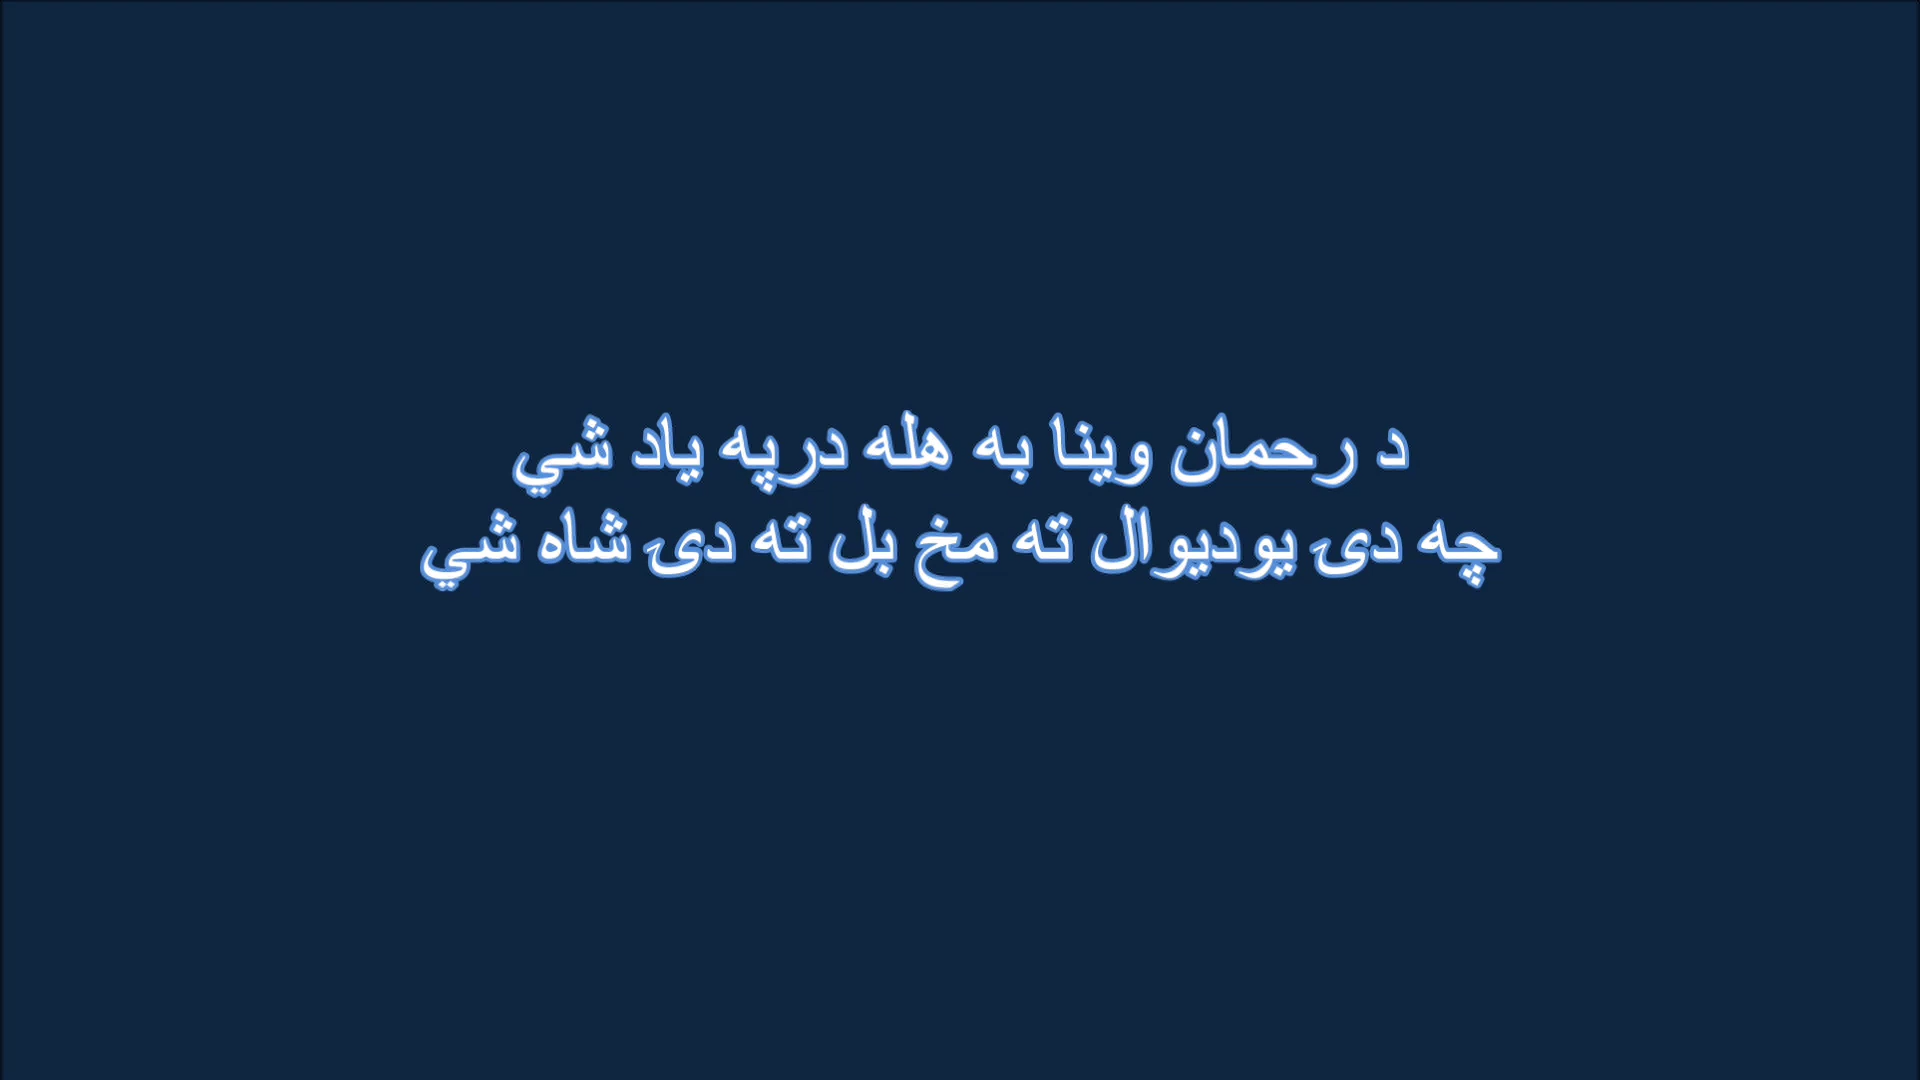 د رحمان وينا به هله درپه ياد شي
چه دی يوديوال ته مخ بل ته دی شاه شي